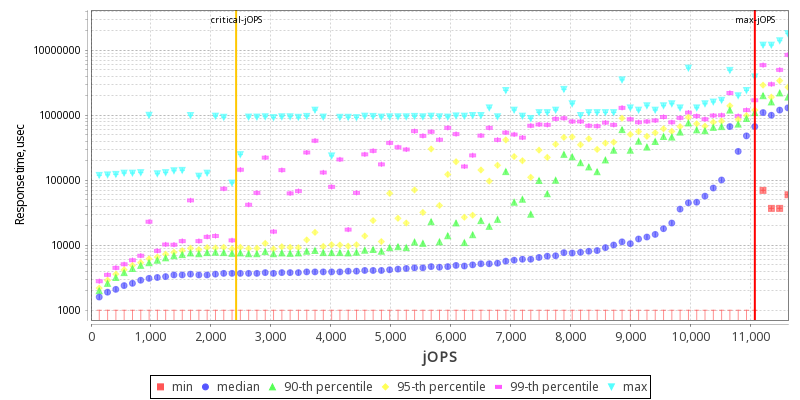 critical-jOPS max-jOPS
Response time, usec
10000000
1000000
100000
10000
1000
0 1,000 2,000 3,000 4,000 5,000 6,000 7,000 8,000 9,000 10,000 11,000
jOPS
min median 90-th percentile 95-th percentile 99-th percentile max